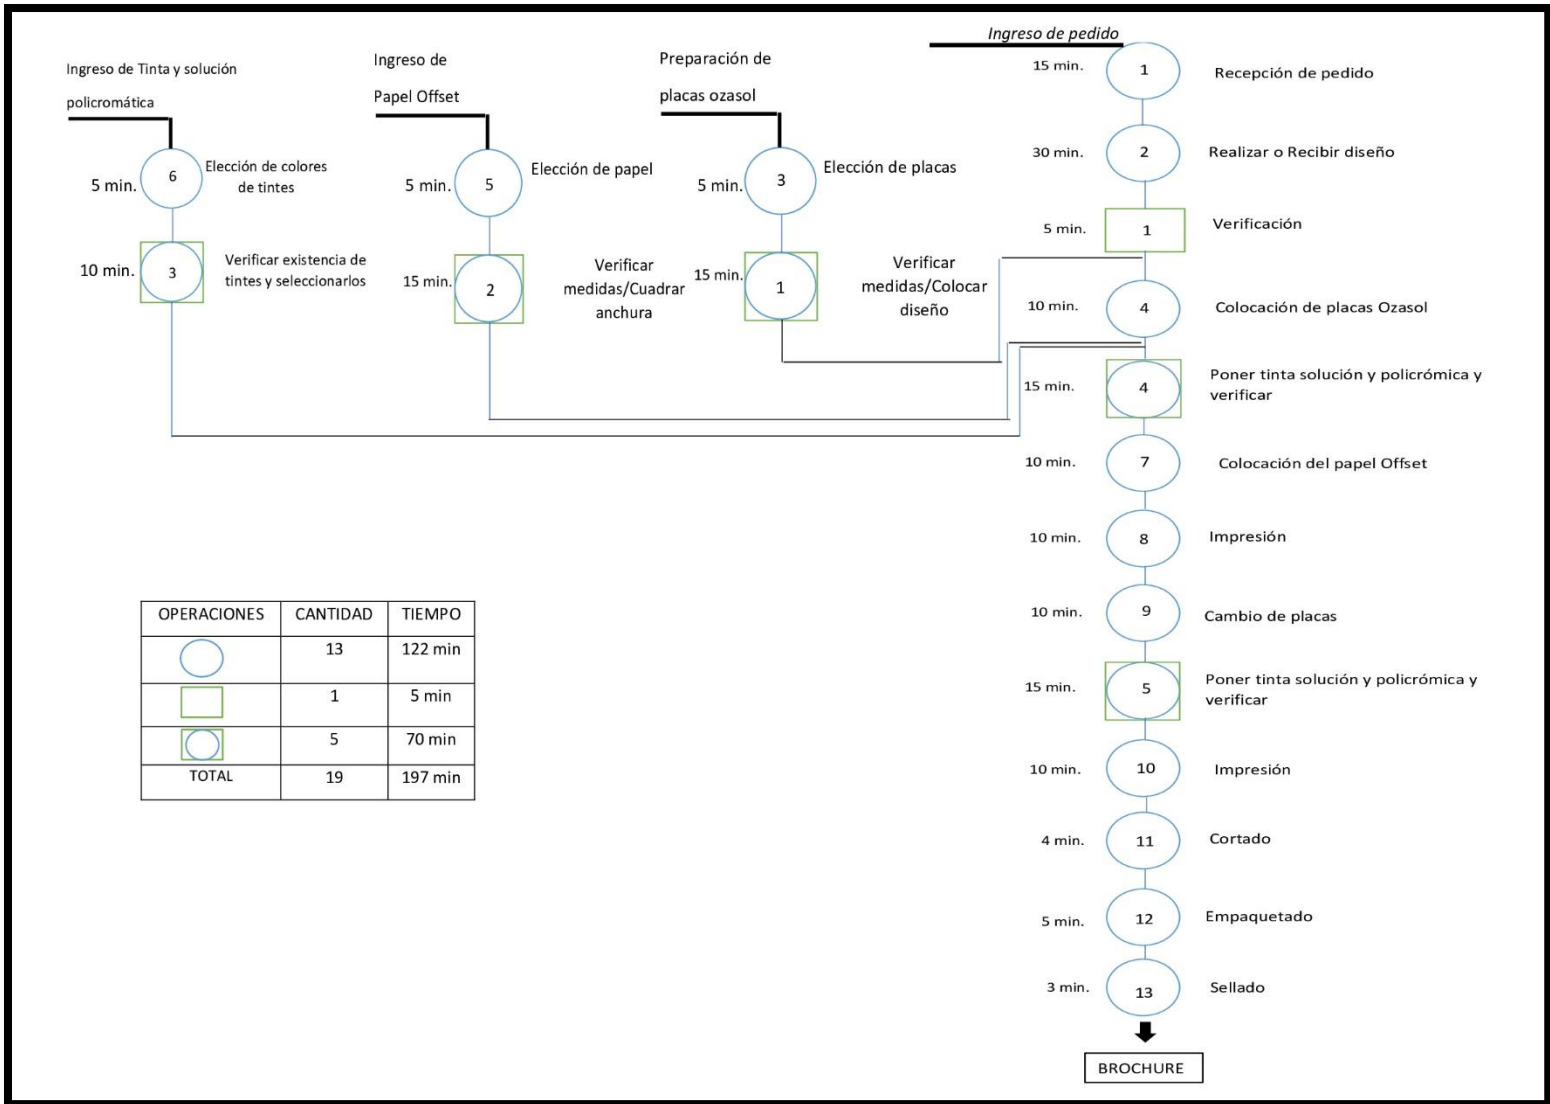 Ingreso de Tinta y solución
policromática
5 min.
6
Elección de colores
de tintes
10 min.
3
Verificar existencia de
tintes y seleccionarlos
Ingreso de
Papel Offset
5 min.
5
Elección de papel
15 min.
2
Verificar
medidas/Cuadrar
anchura
Preparación de
placas ozasol
5 min.
3
Elección de placas
15 min.
1
Verificar
medidas/Colocar
diseño
Ingreso de pedido
15 min.
1
Recepción de pedido
30 min.
2
Realizar o Recibir diseño
5 min.
1
Verificación
10 min.
4
Colocación de placas Ozasol
15 min.
4
Poner tinta solución y policrómica y
verificar
10 min.
7
Colocación del papel Offset
10 min.
8
Impresión
10 min.
9
Cambio de placas
15 min.
5
Poner tinta solución y policrómica y
verificar
10 min.
10
Impresión
4 min.
11
Cortado
5 min.
12
Empaquetado
3 min.
13
Sellado
BROCHURE
OPERACIONES CANTIDAD TIEMPO
13 122 min
1 5 min
5 70 min
TOTAL 19 197 min